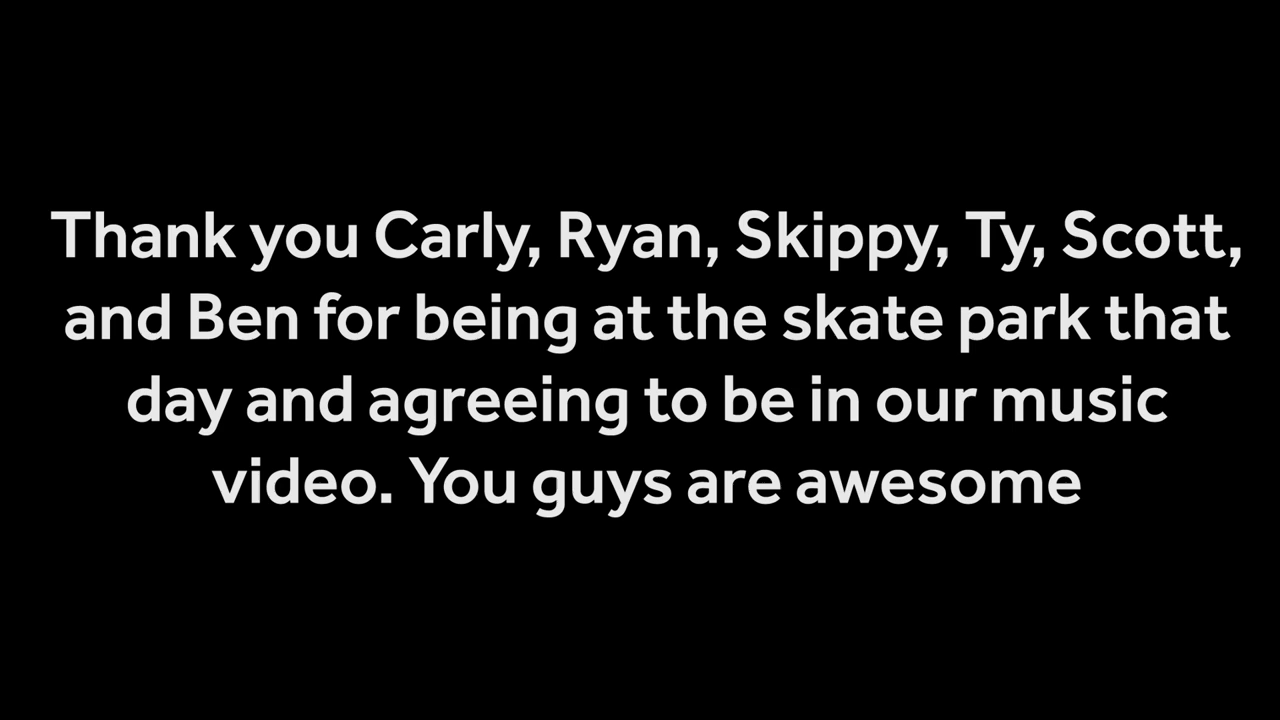 Thank you Carly, Ryan, Skippy, Ty, Scott,
and Ben for being at the skate park that
day and agreeing to be in our music
video. You guys are awesome